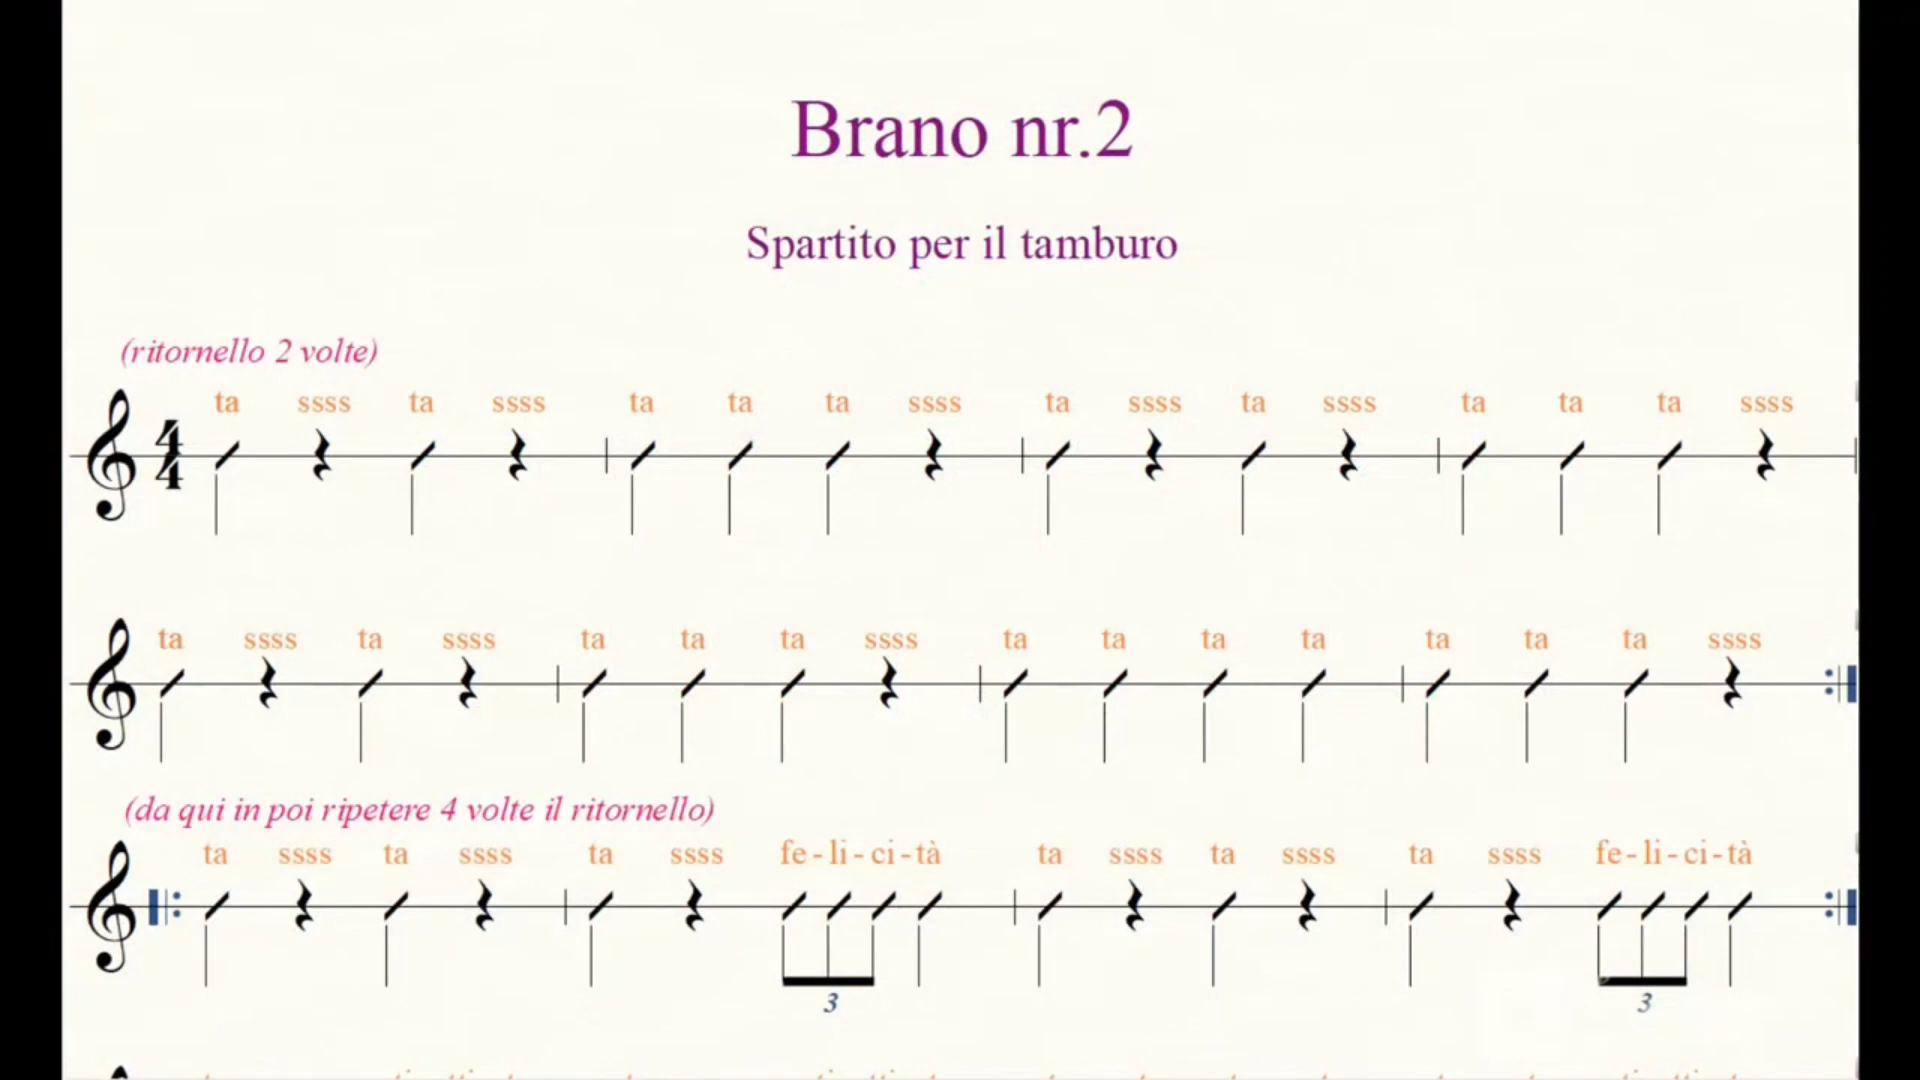 Brano nr.2
Spartito per il tamburo
(ritornello 2 volte)
ta ssss ta ssss ta ta ta ssss ta ssss ta ssss ta ta ta ssss
4
4
ta ssss ta ssss ta ta ta ssss ta ta ta ta ta ta ta ssss
(da qui in poi ripetere 4 volte il ritornello)
ta ssss ta ssss ta ssss fe-li-ci-tà ta ssss ta ssss ta ssss fe-li-ci-tà
3 3